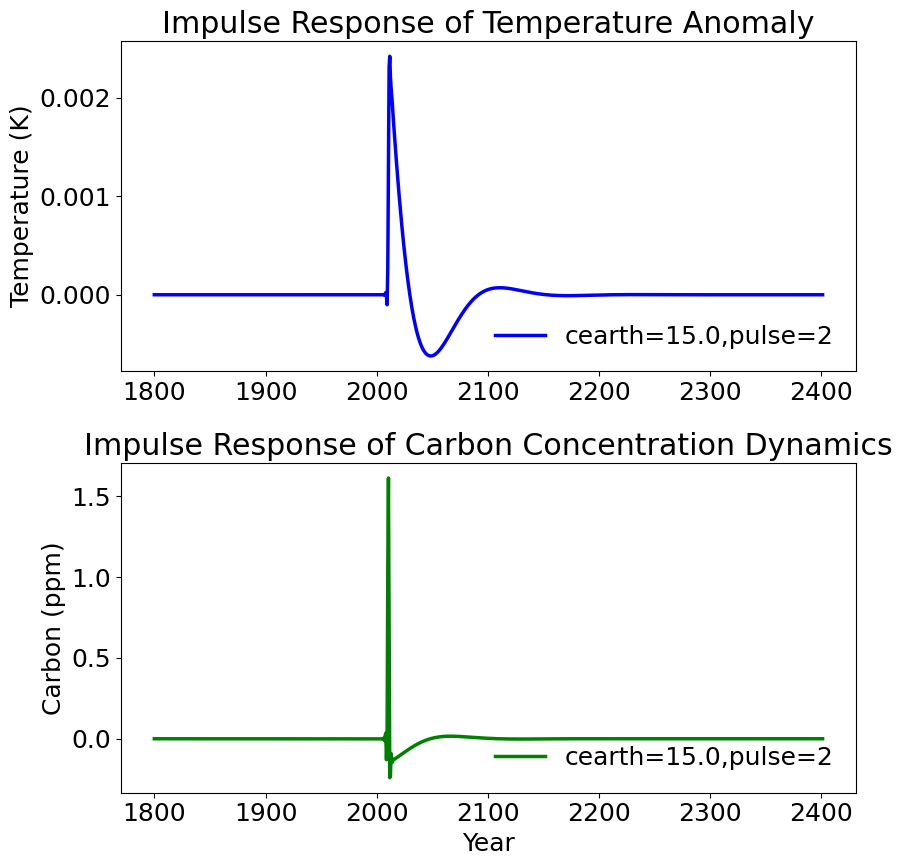 Impulse Response of Temperature Anomaly
Temperature (K)
0.002
0.001
0.000
cearth=15.0,pulse=2
1800 1900 2000 2100 2200 2300 2400
Impulse Response of Carbon Concentration Dynamics
Carbon (ppm)
1.5
1.0
0.5
0.0
cearth=15.0,pulse=2
1800 1900 2000 2100 2200 2300 2400
Year